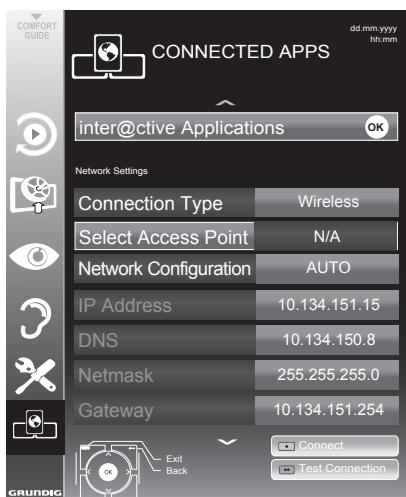 COMFORT
GUIDE
CONNECTED APPS
dd.mm.yyyy
hh:mm
inter@ctive Applications OK
Network Settings
Connection Type Wireless
Select Access Point N/A
Network Configuration AUTO
IP Address 10.134.151.15
DNS 10.134.150.8
Netmask 255.255.255.0
Gateway 10.134.151.254
OK
Exit
Back
Connect
Test Connection
GRUNDIG